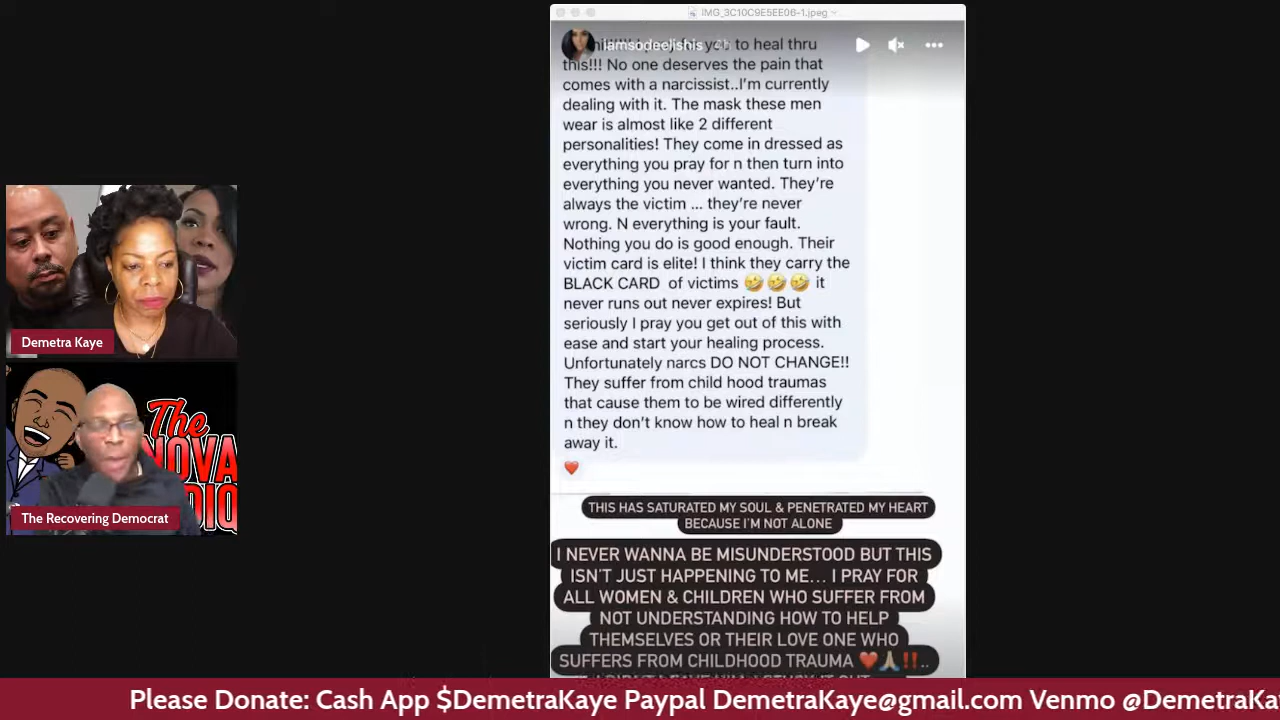 IMG_3C10C9E5EE06-1.jpeg
iamsodeelishis
you to heal thru
this!!! No one deserves the pain that
comes with a narcissist..I'm currently
dealing with it. The mask these men
wear is almost like 2 different
personalities! They come in dressed as
everything you pray for n then turn into
everything you never wanted. They're
always the victim ... they're never
wrong. N everything is your fault.
Nothing you do is good enough. Their
victim card is elite! I think they carry the
BLACK CARD of victims 🤣🤣🤣 it
never runs out never expires! But
seriously I pray you get out of this with
ease and start your healing process.
Unfortunately narcs DO NOT CHANGE!!
They suffer from child hood traumas
that cause them to be wired differently
n they don't know how to heal n break
away it.
❤️
THIS HAS SATURATED MY SOUL & PENETRATED MY HEART
BECAUSE I'M NOT ALONE
I NEVER WANNA BE MISUNDERSTOOD BUT THIS
ISN'T JUST HAPPENING TO ME... I PRAY FOR
ALL WOMEN & CHILDREN WHO SUFFER FROM
NOT UNDERSTANDING HOW TO HELP
THEMSELVES OR THEIR LOVE ONE WHO
SUFFERS FROM CHILDHOOD TRAUMA ❤️🙏🏼‼️..
Demetra Kaye
The
NOVA
The Recovering Democrat
Please Donate: Cash App $DemetraKaye Paypal DemetraKaye@gmail.com Venmo @DemetraKa